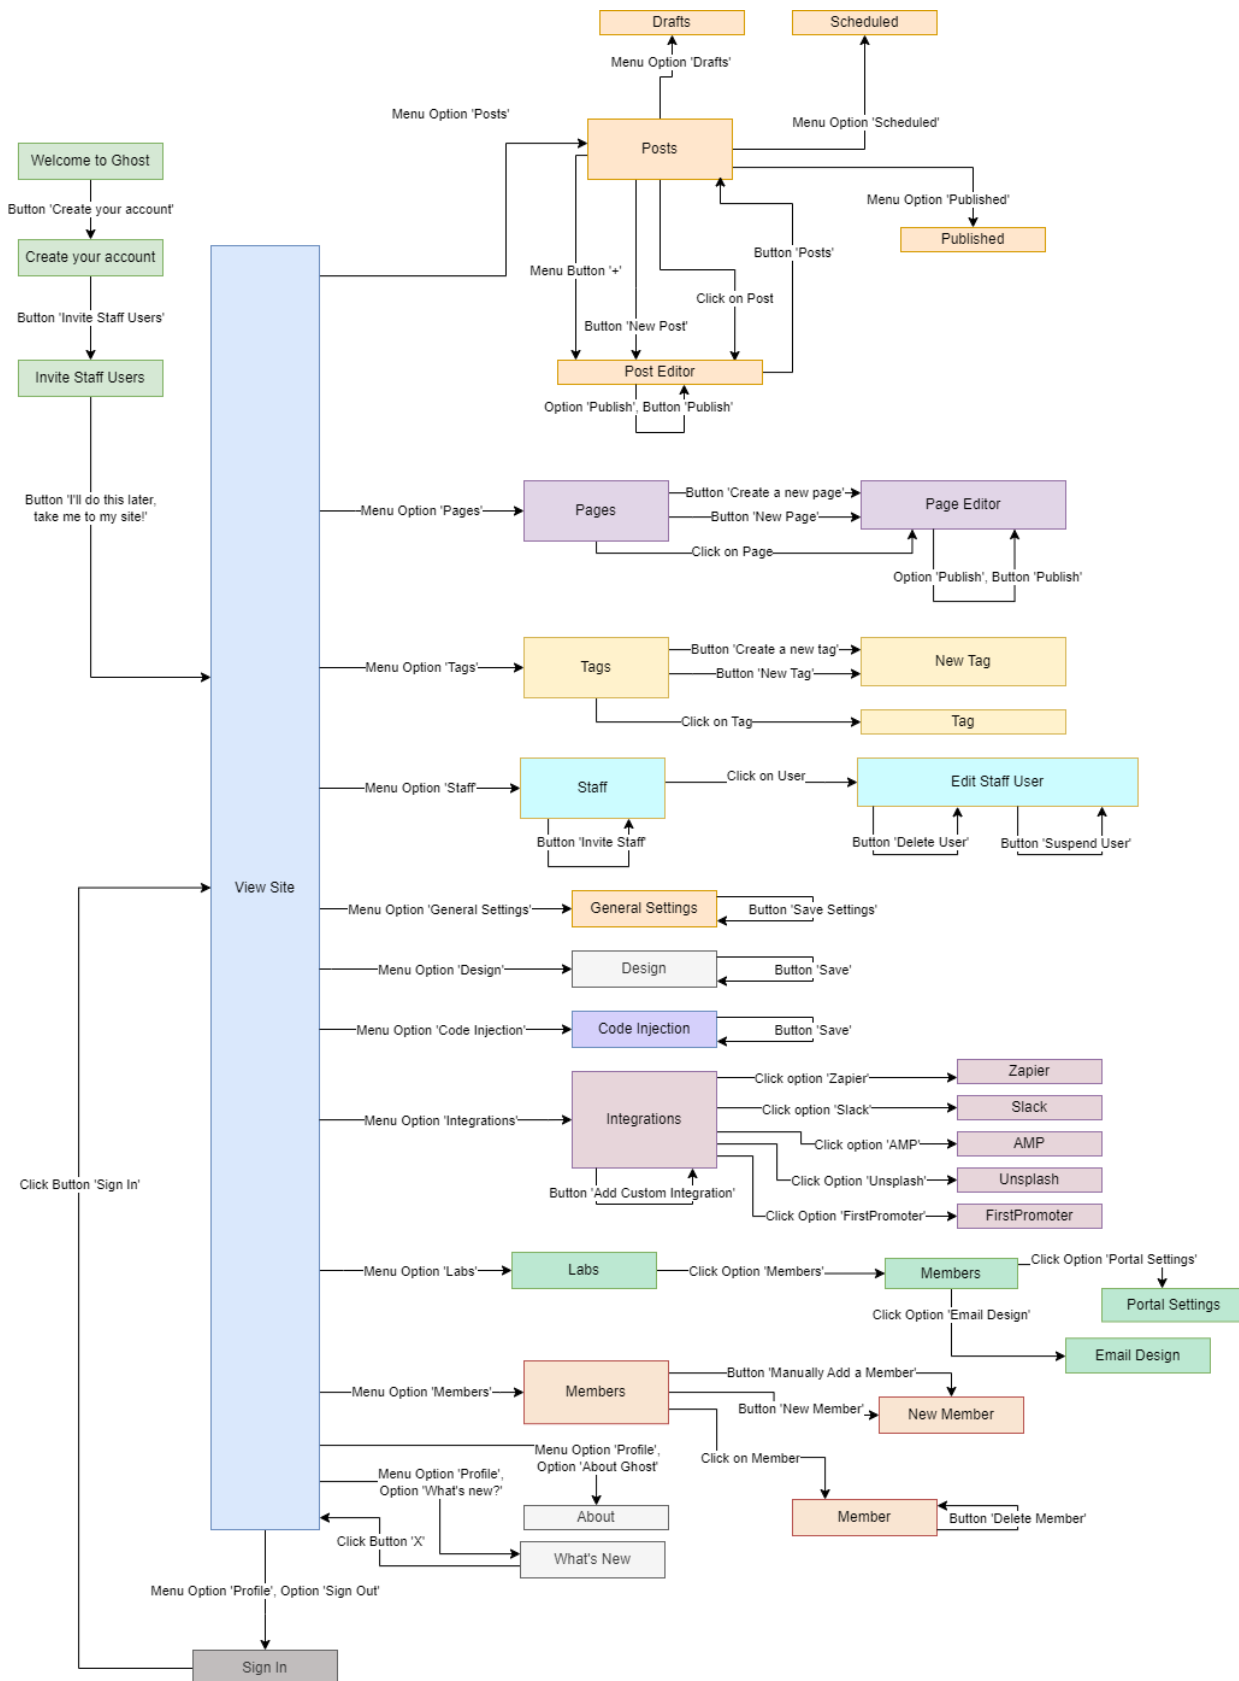 Drafts
Scheduled
Menu Option 'Drafts'
Menu Option 'Posts'
Menu Option 'Scheduled'
Posts
Welcome to Ghost
Menu Option 'Published'
Button 'Create your account'
Published
Create your account
Button 'Posts'
Menu Button '+'
Click on Post
Button 'Invite Staff Users'
Button 'New Post'
Invite Staff Users
Post Editor
Option 'Publish', Button 'Publish'
Button 'I'll do this later,
take me to my site!'
Menu Option 'Pages'
Pages
Button 'Create a new page'
Button 'New Page'
Page Editor
Click on Page
Option 'Publish', Button 'Publish'
Menu Option 'Tags'
Tags
Button 'Create a new tag'
Button 'New Tag'
New Tag
Click on Tag
Tag
Menu Option 'Staff'
Staff
Click on User
Edit Staff User
Button 'Invite Staff'
Button 'Delete User'
Button 'Suspend User'
View Site
Menu Option 'General Settings'
General Settings
Button 'Save Settings'
Menu Option 'Design'
Design
Button 'Save'
Menu Option 'Code Injection'
Code Injection
Button 'Save'
Menu Option 'Integrations'
Integrations
Click option 'Zapier'
Zapier
Click option 'Slack'
Slack
Click option 'AMP'
AMP
Click Option 'Unsplash'
Unsplash
Button 'Add Custom Integration'
Click Option 'FirstPromoter'
FirstPromoter
Click Button 'Sign In'
Menu Option 'Labs'
Labs
Click Option 'Members'
Members
Click Option 'Portal Settings'
Portal Settings
Click Option 'Email Design'
Email Design
Menu Option 'Members'
Members
Button 'Manually Add a Member'
Button 'New Member'
New Member
Click on Member
Menu Option 'Profile',
Option 'About Ghost'
Menu Option 'Profile',
Option 'What's new?'
About
Member
Button 'Delete Member'
Click Button 'X'
What's New
Menu Option 'Profile', Option 'Sign Out'
Sign In